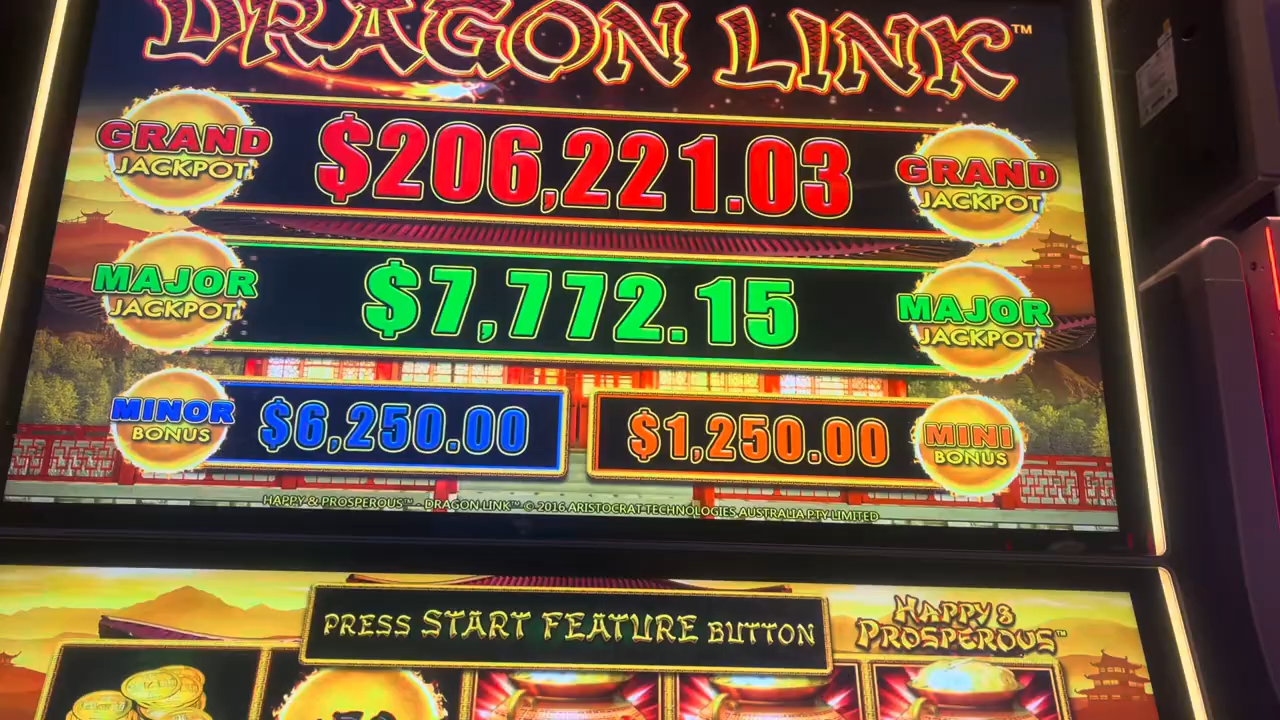 DRAGON LINK™
GRAND JACKPOT
$206,221.03
GRAND JACKPOT
MAJOR JACKPOT
$7,772.15
MAJOR JACKPOT
MINOR BONUS
$6,250.00
$1,250.00
MINI BONUS
HAPPY & PROSPEROUS™ - DRAGON LINK™ © 2016 ARISTOCRAT TECHNOLOGIES AUSTRALIA PTY LIMITED
PRESS START FEATURE BUTTON
HAPPY & PROSPEROUS™